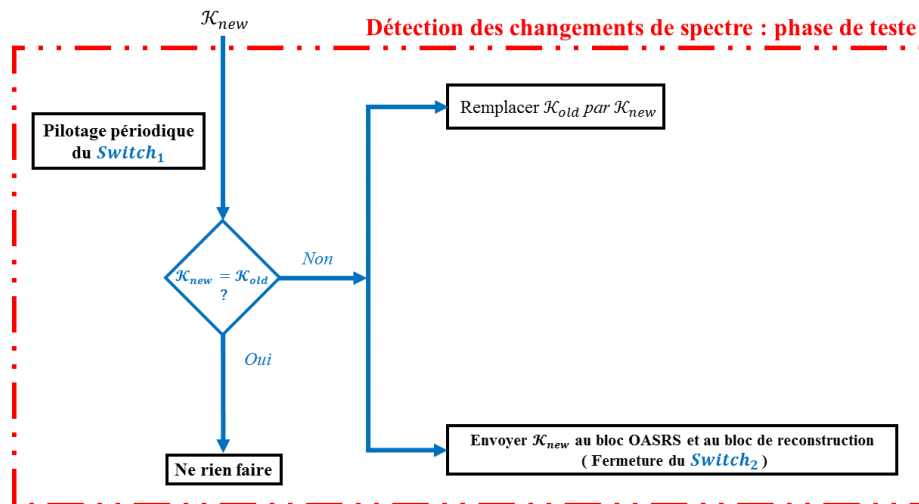 𝒦new
Détection des changements de spectre : phase de teste
Remplacer 𝒦old par 𝒦new
Pilotage périodique
du Switch1
Non
𝒦new = 𝒦old
?
Oui
Envoyer 𝒦new au bloc OASRS et au bloc de reconstruction
( Fermeture du Switch2 )
Ne rien faire